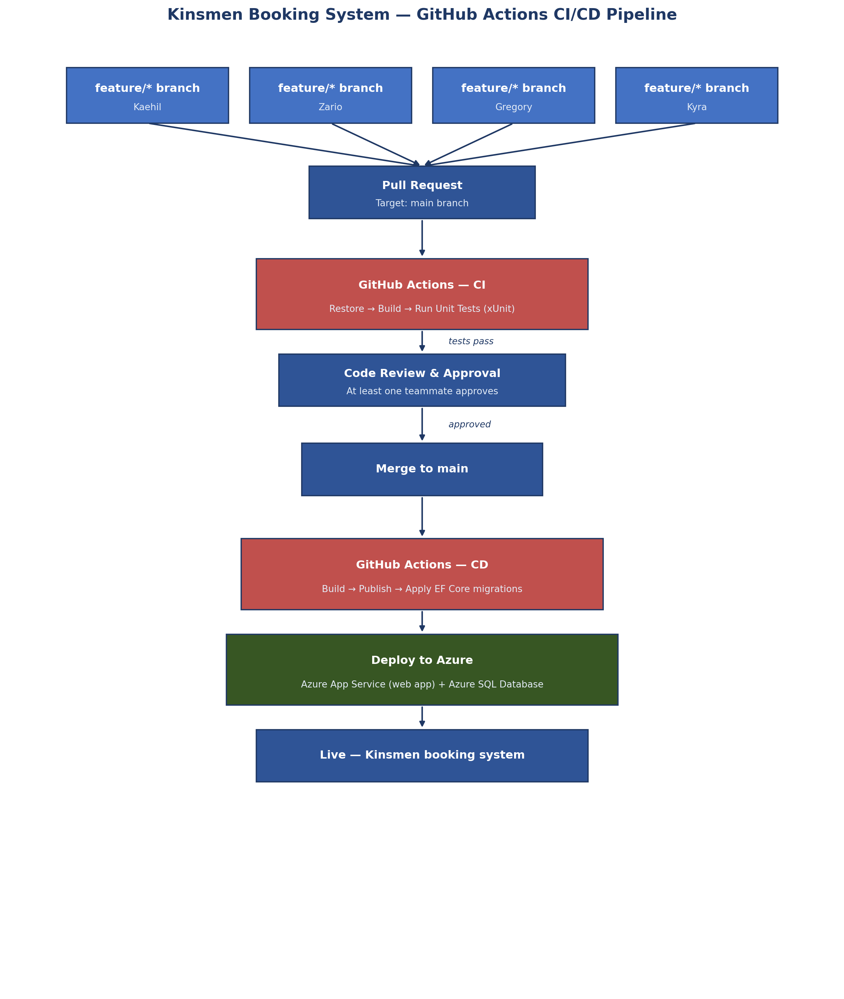 Kinsmen Booking System — GitHub Actions CI/CD Pipeline
feature/* branch
Kaehil
feature/* branch
Zario
feature/* branch
Gregory
feature/* branch
Kyra
Pull Request
Target: main branch
GitHub Actions — CI
Restore → Build → Run Unit Tests (xUnit)
tests pass
Code Review & Approval
At least one teammate approves
approved
Merge to main
GitHub Actions — CD
Build → Publish → Apply EF Core migrations
Deploy to Azure
Azure App Service (web app) + Azure SQL Database
Live — Kinsmen booking system